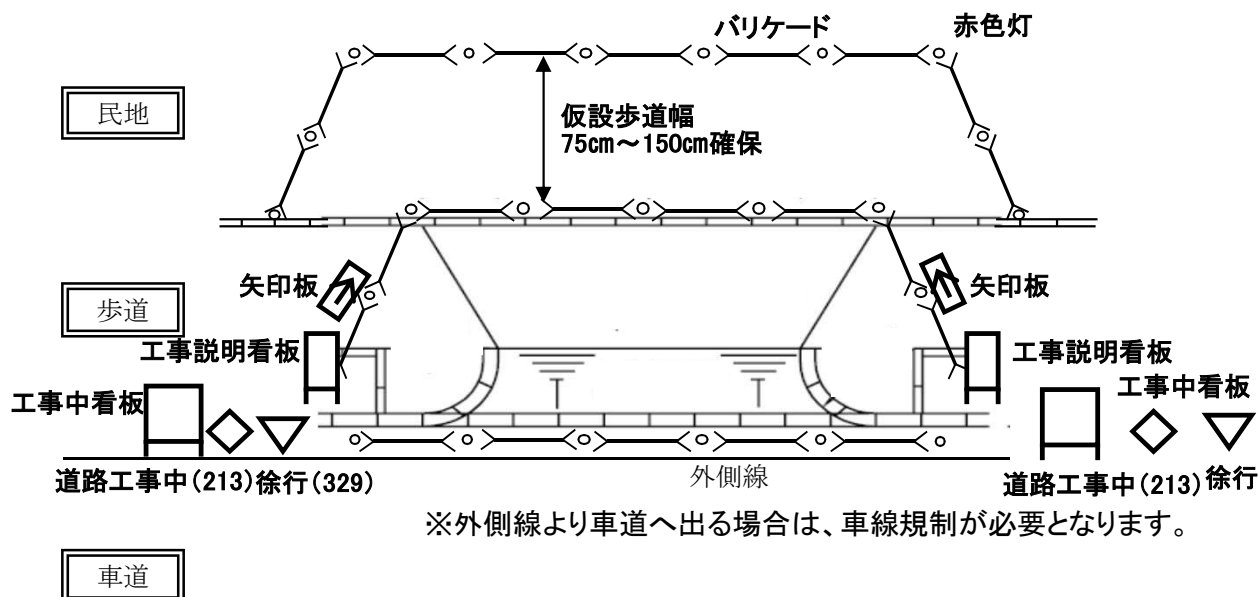 バリケード
赤色灯
民地
仮設歩道幅
75cm～150cm確保
矢印板
矢印板
歩道
工事説明看板
工事説明看板
工事中看板
工事中看板
道路工事中(213)
徐行(329)
外側線
道路工事中(213)
徐行
※外側線より車道へ出る場合は、車線規制が必要となります。
車道